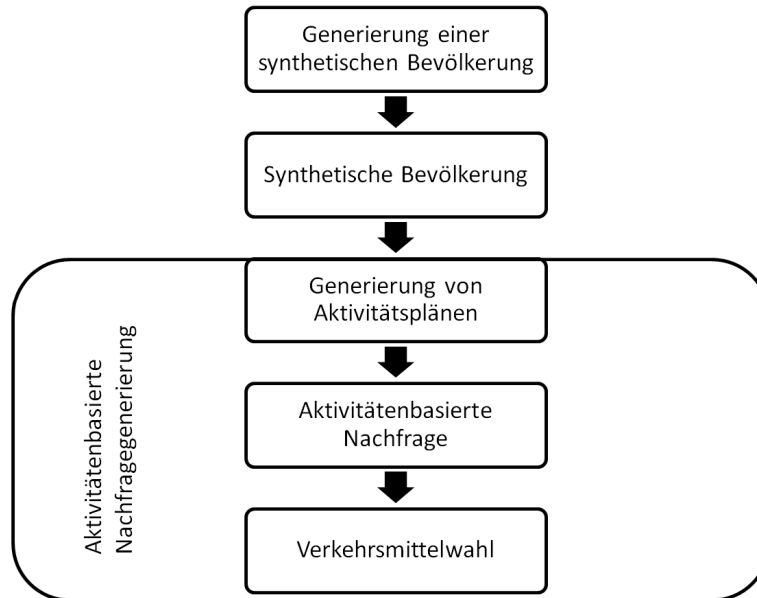 Generierung einer
synthetischen Bevölkerung
Synthetische Bevölkerung
Generierung von
Aktivitätsplänen
Aktivitätenbasierte
Nachfrage
Verkehrsmittelwahl
Aktivitätenbasierte
Nachfragegenerierung